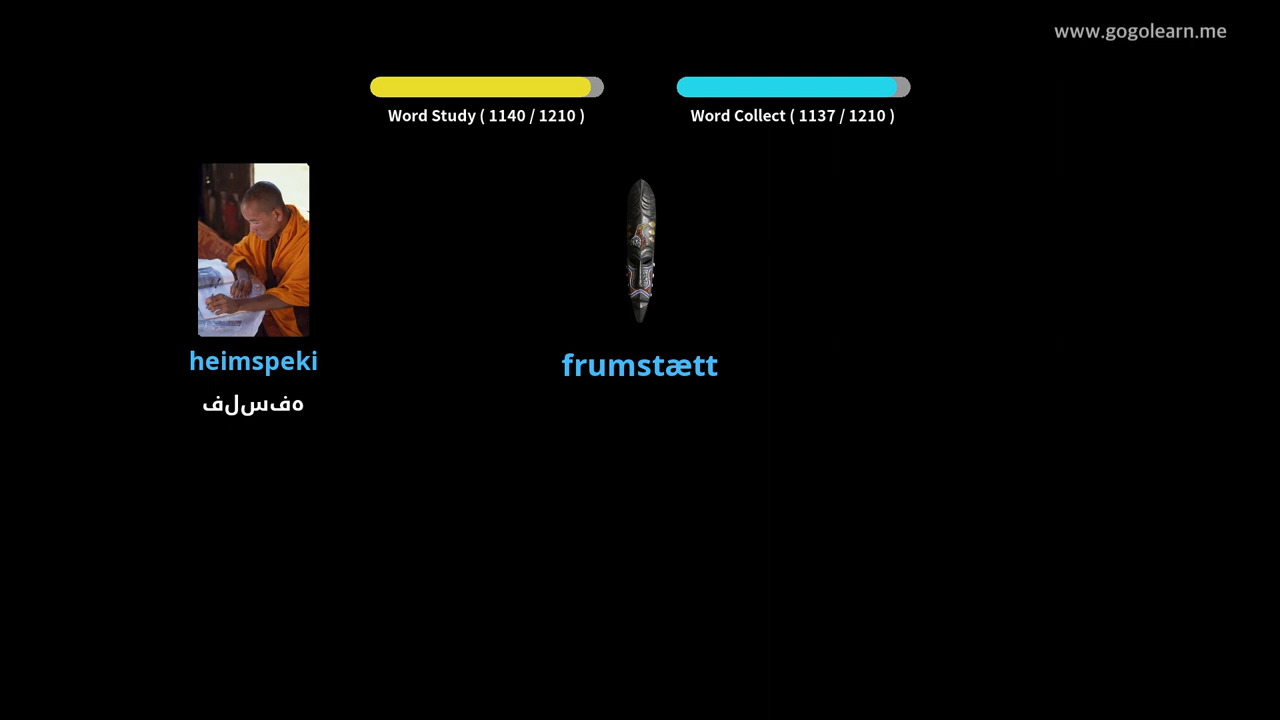 www.gogolearn.me
Word Study ( 1140 / 1210 )
Word Collect ( 1137 / 1210 )
heimspeki
frumstætt
فلسفه